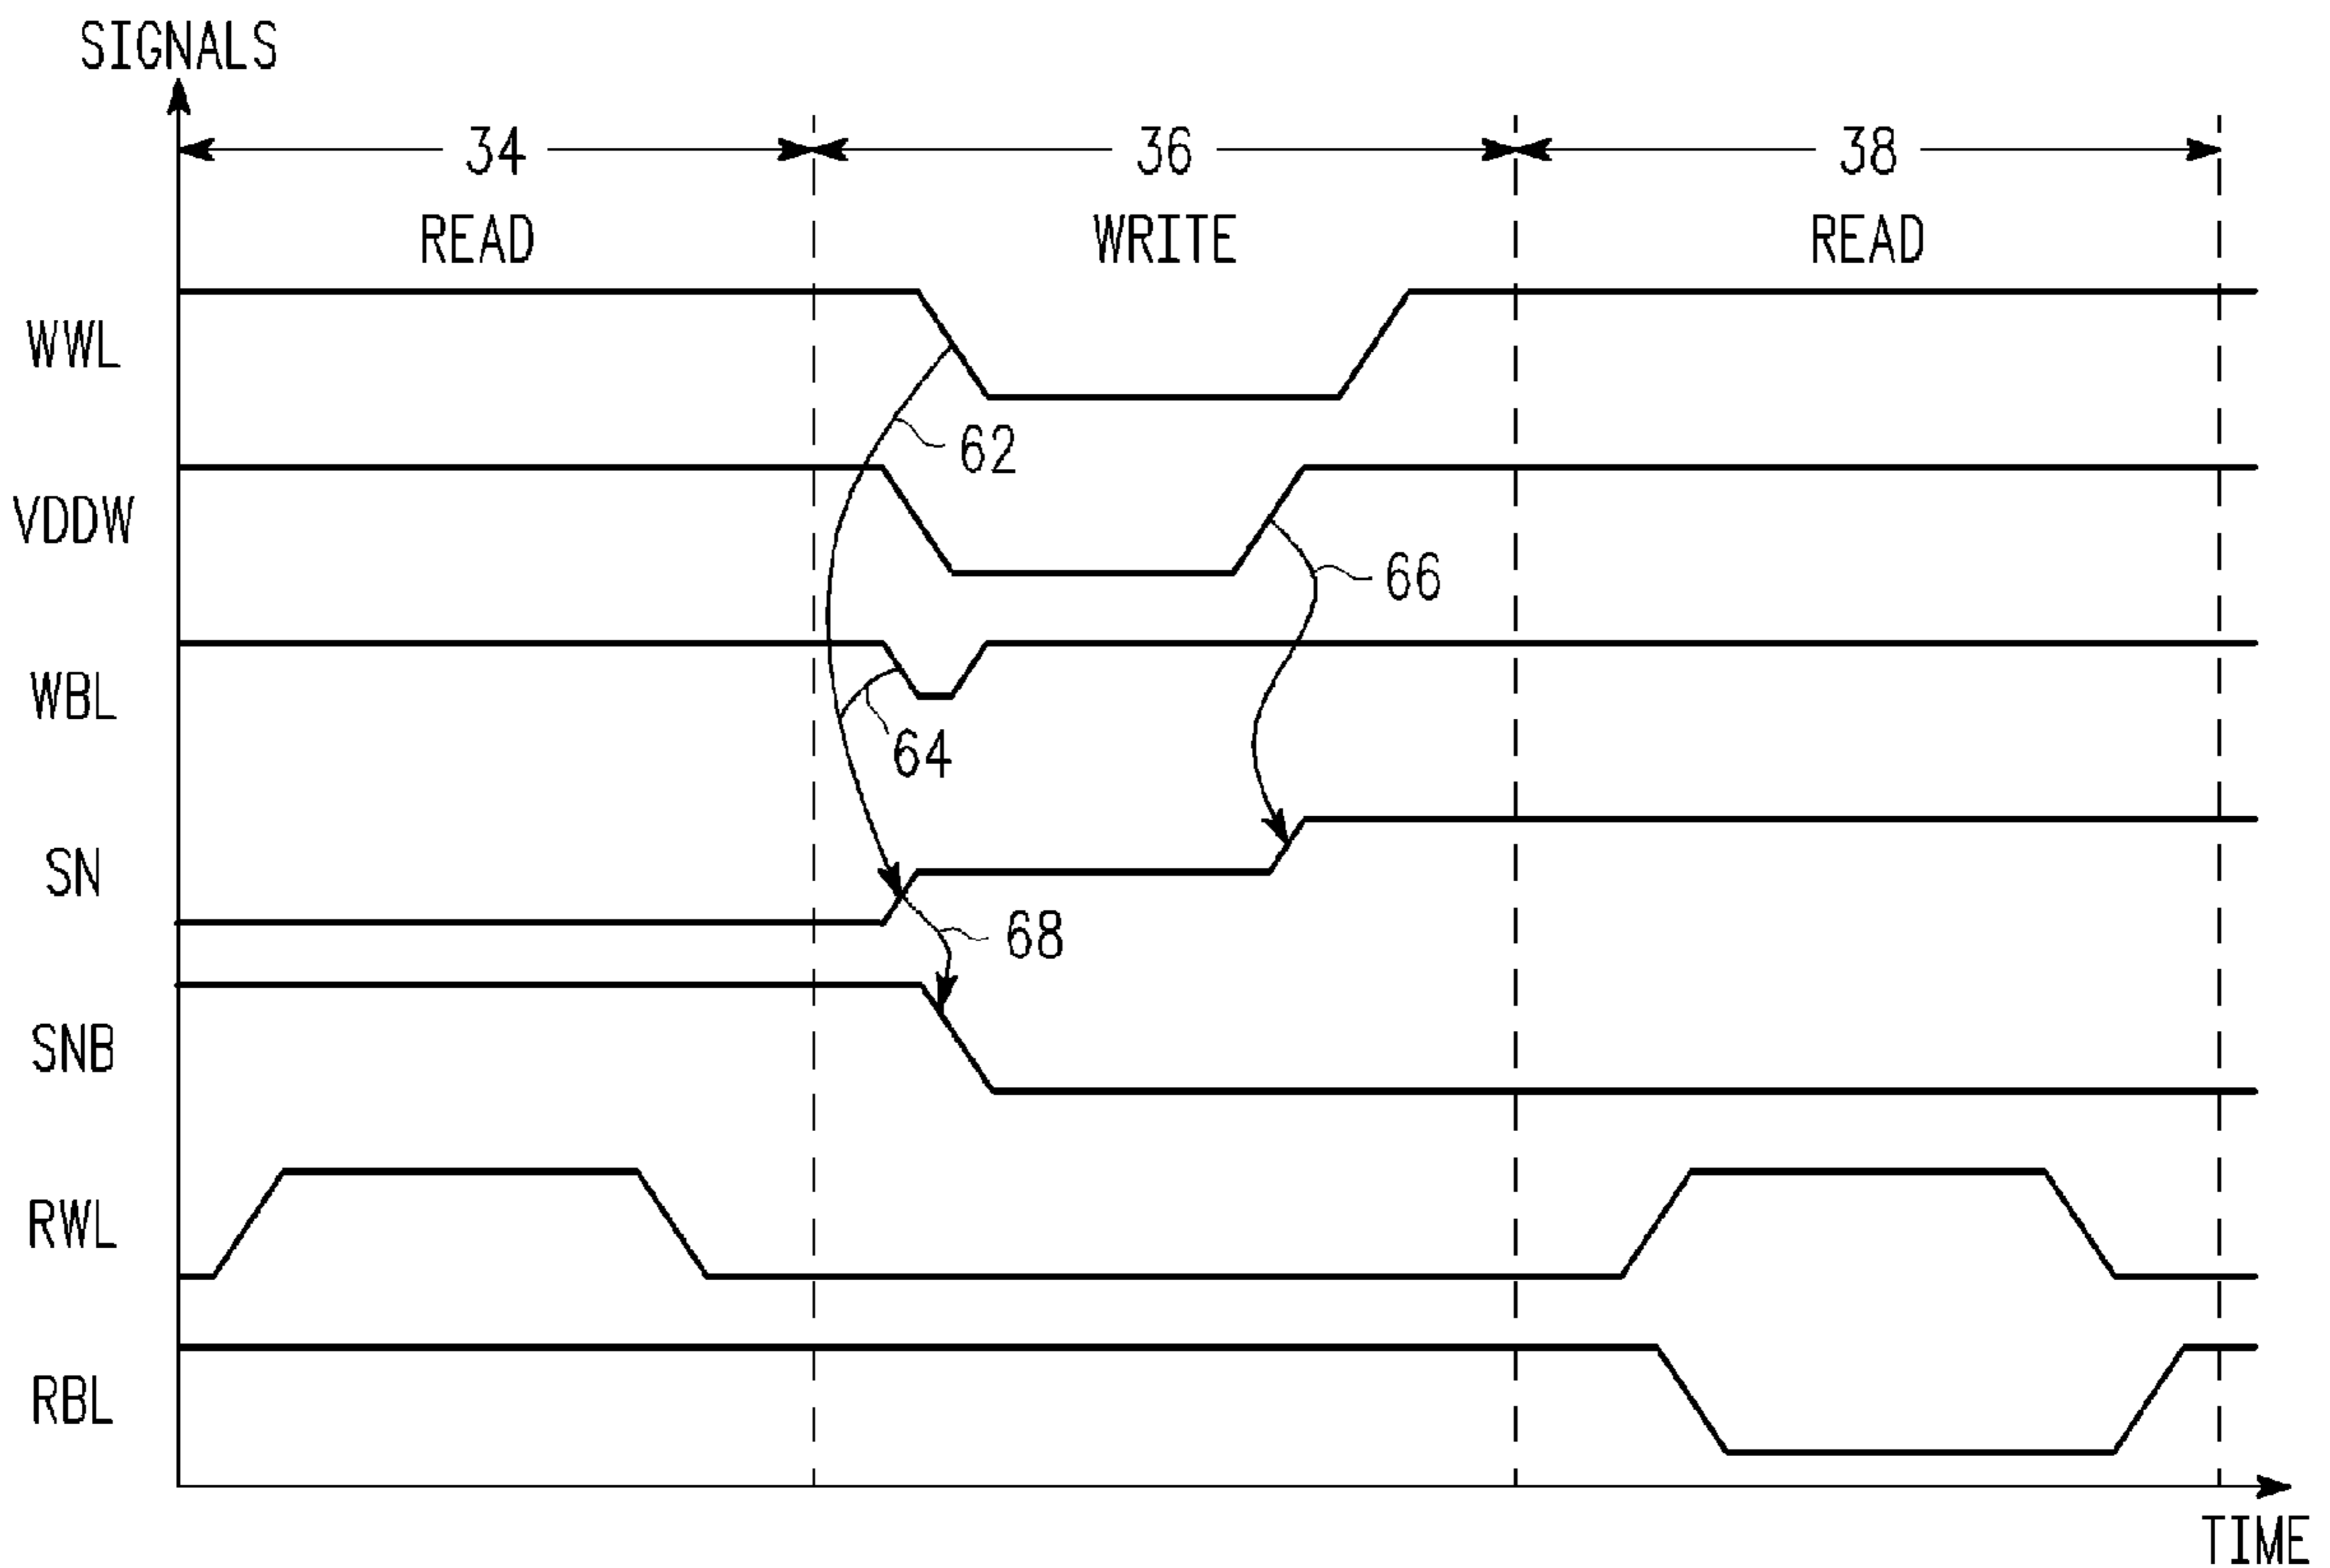 SIGNALS
34 36 38
READ WRITE READ
WWL
62
VDDW
66
WBL
64
SN
68
SNB
RWL
RBL
TIME